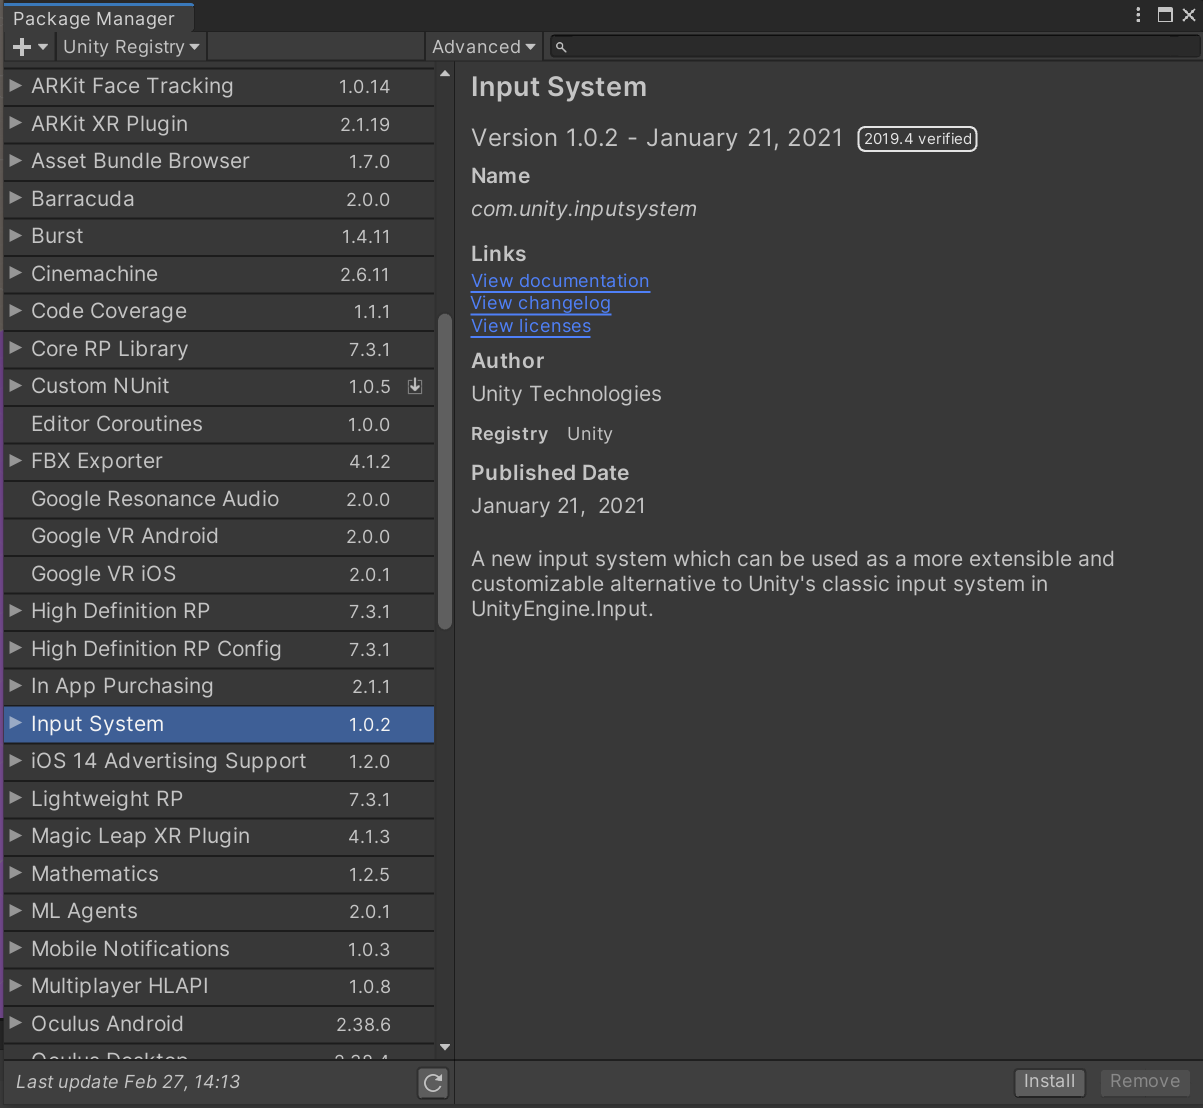 Package Manager
Unity Registry
Advanced
ARKit Face Tracking 1.0.14
ARKit XR Plugin 2.1.19
Asset Bundle Browser 1.7.0
Barracuda 2.0.0
Burst 1.4.11
Cinemachine 2.6.11
Code Coverage 1.1.1
Core RP Library 7.3.1
Custom NUnit 1.0.5
Editor Coroutines 1.0.0
FBX Exporter 4.1.2
Google Resonance Audio 2.0.0
Google VR Android 2.0.0
Google VR iOS 2.0.1
High Definition RP 7.3.1
High Definition RP Config 7.3.1
In App Purchasing 2.1.1
Input System 1.0.2
iOS 14 Advertising Support 1.2.0
Lightweight RP 7.3.1
Magic Leap XR Plugin 4.1.3
Mathematics 1.2.5
ML Agents 2.0.1
Mobile Notifications 1.0.3
Multiplayer HLAPI 1.0.8
Oculus Android 2.38.6
Oculus Desktop 2.38.4
Last update Feb 27, 14:13
Input System
Version 1.0.2 - January 21, 2021 2019.4 verified
Name
com.unity.inputsystem
Links
View documentation
View changelog
View licenses
Author
Unity Technologies
Registry Unity
Published Date
January 21, 2021
A new input system which can be used as a more extensible and
customizable alternative to Unity's classic input system in
UnityEngine.Input.
Install
Remove